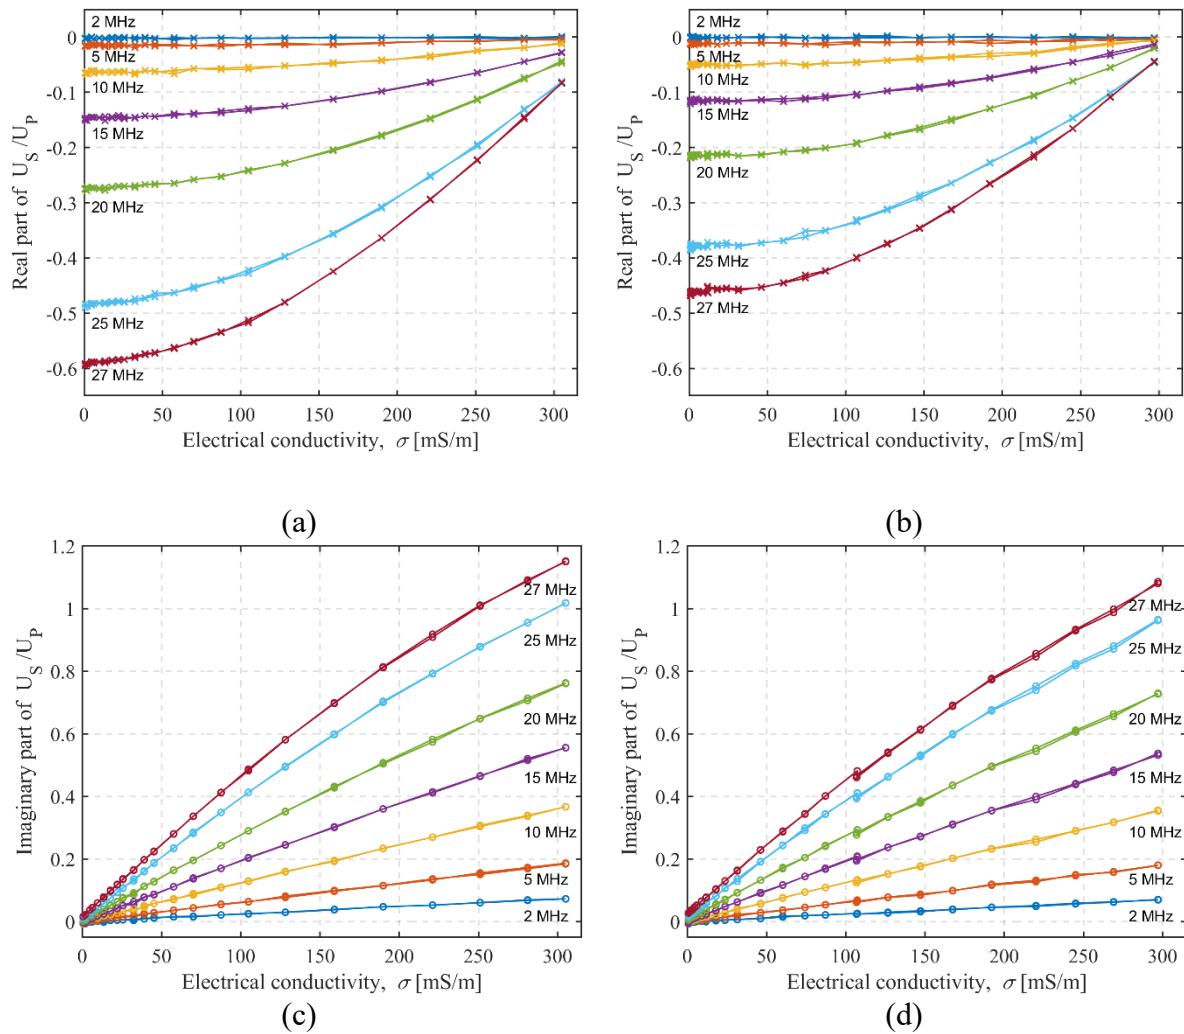 2 MHz
5 MHz
10 MHz
15 MHz
20 MHz
25 MHz
27 MHz
0
-0.1
-0.2
-0.3
-0.4
-0.5
-0.6
0 50 100 150 200 250 300
Real part of U_S/U_P
Electrical conductivity, σ [mS/m]
(a)
2 MHz
5 MHz
10 MHz
15 MHz
20 MHz
25 MHz
27 MHz
0
-0.1
-0.2
-0.3
-0.4
-0.5
-0.6
0 50 100 150 200 250 300
Real part of U_S/U_P
Electrical conductivity, σ [mS/m]
(b)
1.2
1
0.8
0.6
0.4
0.2
0
27 MHz
25 MHz
20 MHz
15 MHz
10 MHz
5 MHz
2 MHz
0 50 100 150 200 250 300
Imaginary part of U_S/U_P
Electrical conductivity, σ [mS/m]
(c)
1.2
1
0.8
0.6
0.4
0.2
0
27 MHz
25 MHz
20 MHz
15 MHz
10 MHz
5 MHz
2 MHz
0 50 100 150 200 250 300
Imaginary part of U_S/U_P
Electrical conductivity, σ [mS/m]
(d)